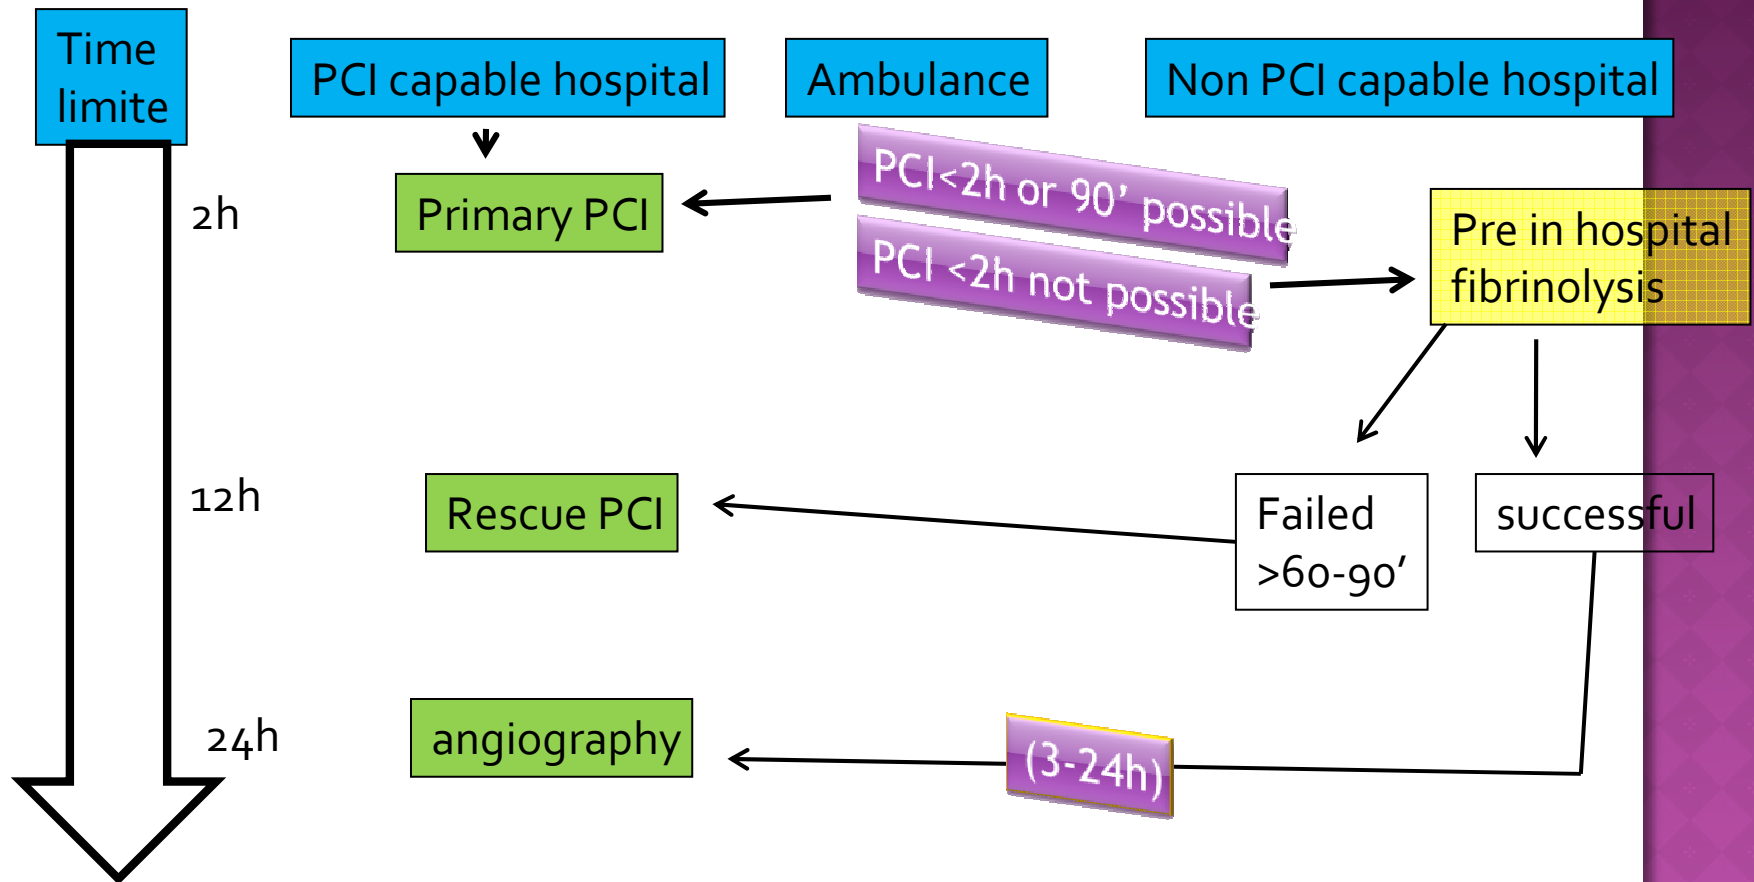 Time
limite
PCI capable hospital
Ambulance
Non PCI capable hospital
2h
Primary PCI
PCI<2h or 90' possible
PCI <2h not possible
Pre in hospital
fibrinolysis
12h
Rescue PCI
Failed
>60-90'
successful
24h
angiography
(3-24h)